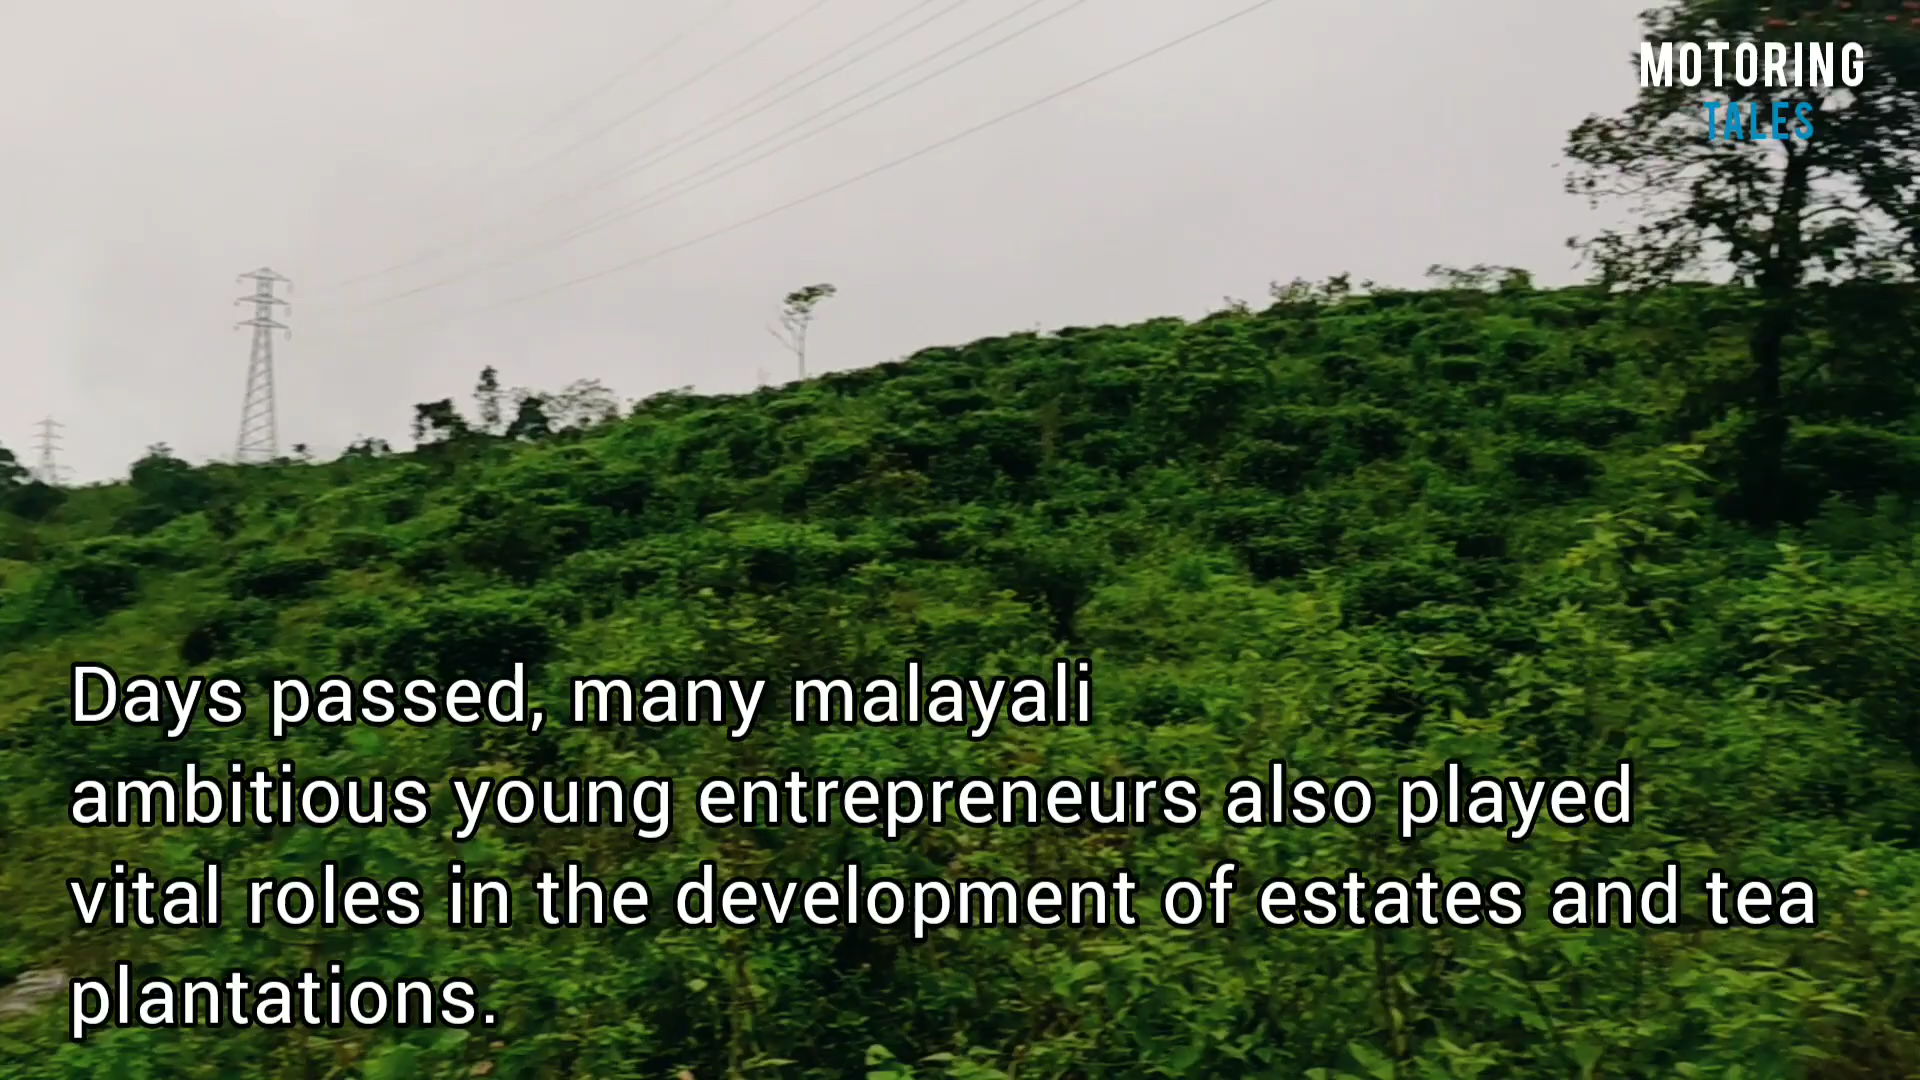 MOTORING
TALES
Days passed, many malayali
ambitious young entrepreneurs also played
vital roles in the development of estates and tea
plantations.